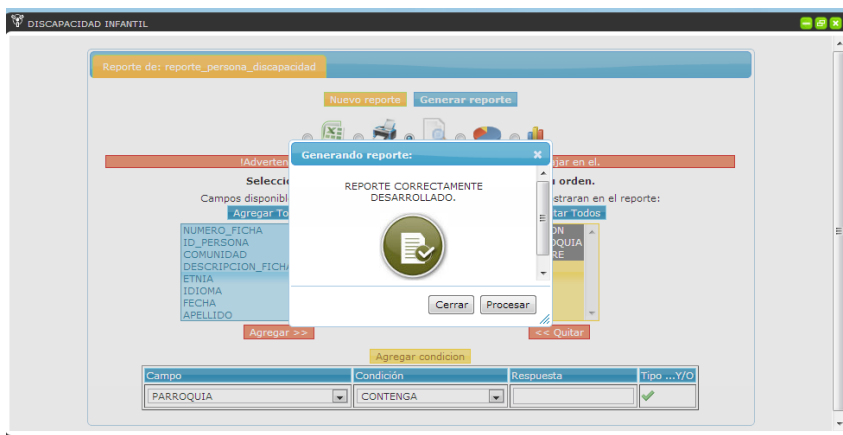 DISCAPACIDAD INFANTIL
Reporte de: reporte_persona_discapacidad
Nuevo reporte Generar reporte
Generando reporte:
!Adverten
jar en el.
REPORTE CORRECTAMENTE
DESARROLLADO.
Selecci
u orden.
Campos disponibl
straran en el reporte:
Agregar To
tar Todos
NUMERO_FICHA
ID_PERSONA
COMUNIDAD
DESCRIPCION_FICHA
ETNIA
IDIOMA
FECHA
APELLIDO
ON
OQUIA
RE
Cerrar Procesar
Agregar >>
<< Quitar
Agregar condicion
Campo Condición Respuesta Tipo ...Y/O
PARROQUIA CONTENGA